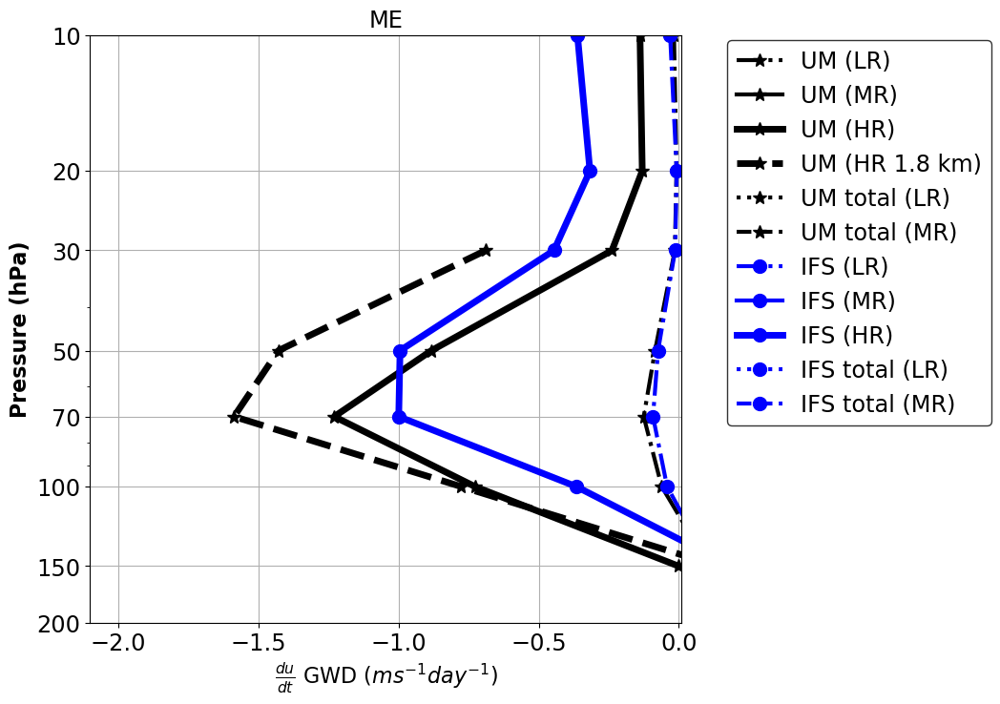 ME
10
20
30
50
70
100
150
200
Pressure (hPa)
−2.0 −1.5 −1.0 −0.5 0.0
du/dt GWD (ms⁻¹day⁻¹)
UM (LR)
UM (MR)
UM (HR)
UM (HR 1.8 km)
UM total (LR)
UM total (MR)
IFS (LR)
IFS (MR)
IFS (HR)
IFS total (LR)
IFS total (MR)